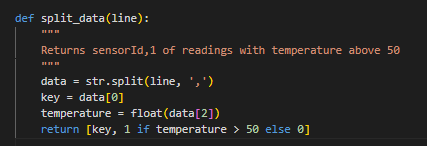 def split_data(line):
    """
    Returns sensorId,1 of readings with temperature above 50
    """
    data = str.split(line, ',')
    key = data[0]
    temperature = float(data[2])
    return [key, 1 if temperature > 50 else 0]